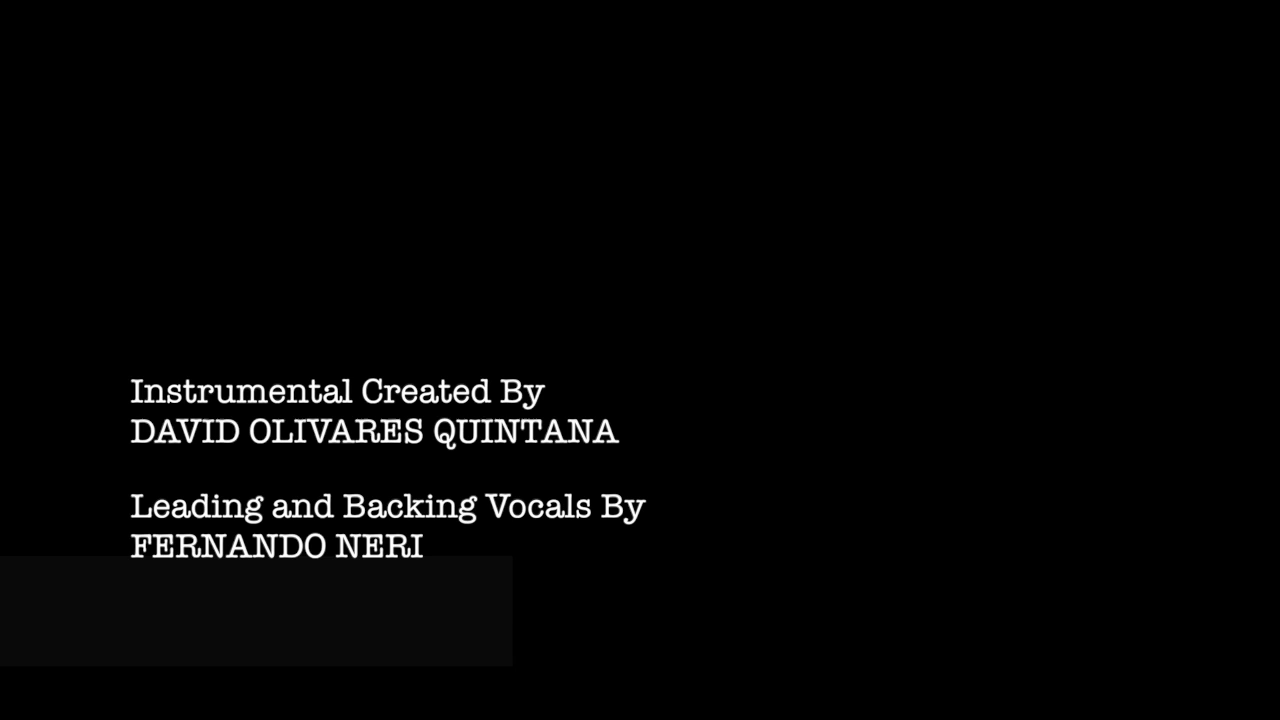 Instrumental Created By
DAVID OLIVARES QUINTANA
Leading and Backing Vocals By
FERNANDO NERI